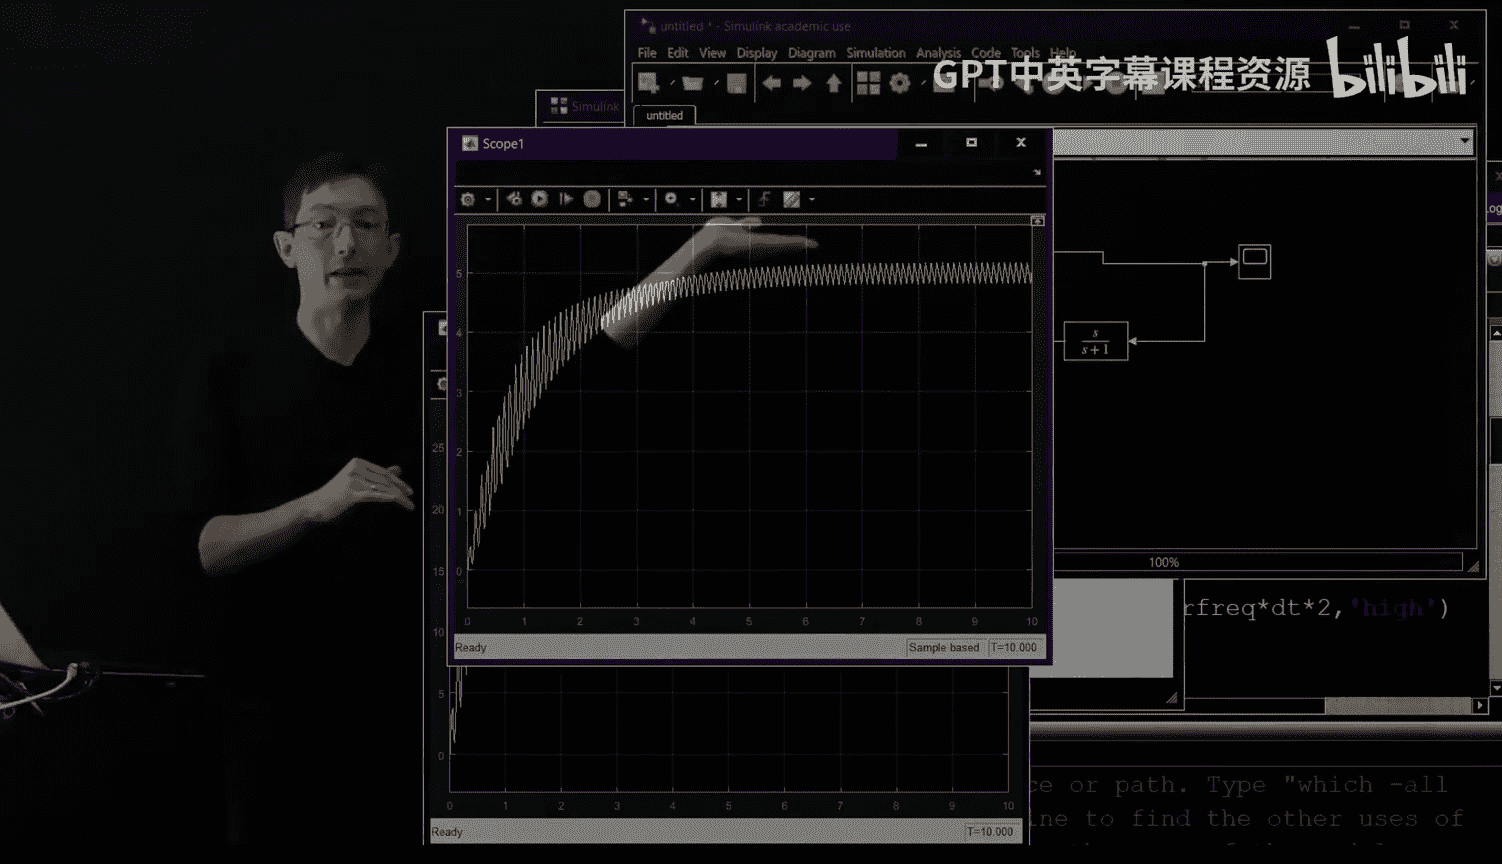 untitled * - Simulink academic use
File Edit View Display Diagram Simulation Analysis Code Tools Help
GPT中英字幕课程资源 bilibili
Simulink
untitled
Scope1
5
4
3
2
1
0
0 1 2 3 4 5 6 7 8 9 10
Ready Sample based T=10.000
s
s+1
100%
rfreq*dt*2,'high')
25
20
15
10
5
0
0 1 2 3 4 5 6 7 8 9 10
Ready T=10.000
ce or path. Type "which -all
ine to find the other uses of